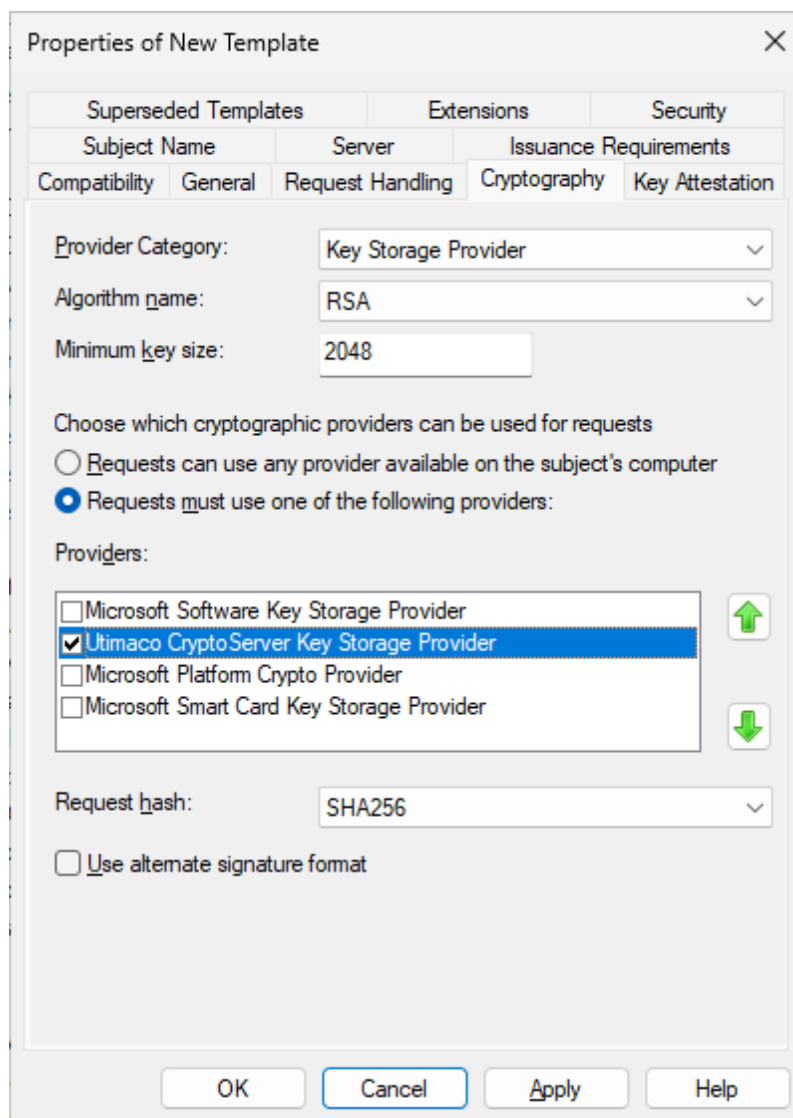 Properties of New Template
Superseded Templates Extensions Security
Subject Name Server Issuance Requirements
Compatibility General Request Handling Cryptography Key Attestation
Provider Category: Key Storage Provider
Algorithm name: RSA
Minimum key size: 2048
Choose which cryptographic providers can be used for requests
Requests can use any provider available on the subject's computer
Requests must use one of the following providers:
Providers:
Microsoft Software Key Storage Provider
Utimaco CryptoServer Key Storage Provider
Microsoft Platform Crypto Provider
Microsoft Smart Card Key Storage Provider
Request hash: SHA256
Use alternate signature format
OK Cancel Apply Help